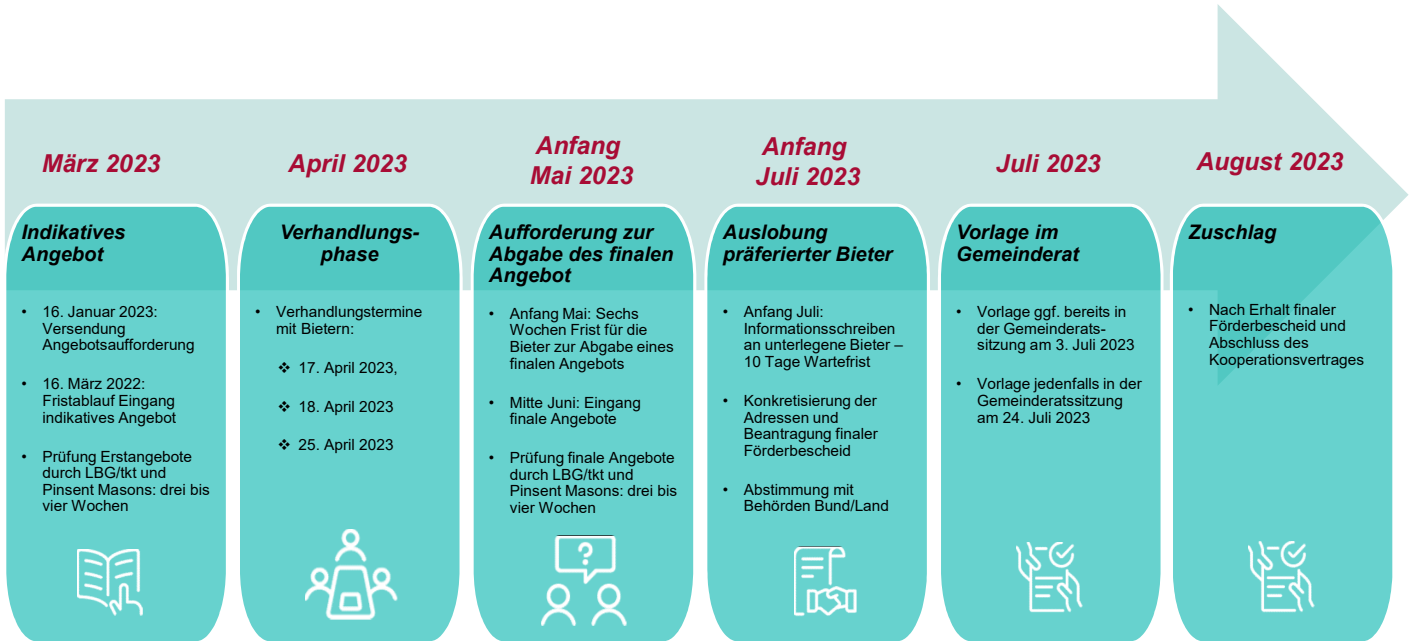 März 2023
Indikatives
Angebot
• 16. Januar 2023:
Versendung
Angebotsaufforderung
• 16. März 2022:
Fristablauf Eingang
indikatives Angebot
• Prüfung Erstangebote
durch LBG/tkt und
Pinsent Masons: drei bis
vier Wochen
April 2023
Verhandlungs-
phase
• Verhandlungstermine
mit Bietern:
❖ 17. April 2023,
❖ 18. April 2023
❖ 25. April 2023
Anfang
Mai 2023
Aufforderung zur
Abgabe des finalen
Angebot
• Anfang Mai: Sechs
Wochen Frist für die
Bieter zur Abgabe eines
finalen Angebots
• Mitte Juni: Eingang
finale Angebote
• Prüfung finale Angebote
durch LBG/tkt und
Pinsent Masons: drei bis
vier Wochen
?
Anfang
Juli 2023
Auslobung
präferierter Bieter
• Anfang Juli:
Informationsschreiben
an unterlegene Bieter –
10 Tage Wartefrist
• Konkretisierung der
Adressen und
Beantragung finaler
Förderbescheid
• Abstimmung mit
Behörden Bund/Land
Juli 2023
Vorlage im
Gemeinderat
• Vorlage ggf. bereits in
der Gemeinderats-
sitzung am 3. Juli 2023
• Vorlage jedenfalls in der
Gemeinderatssitzung
am 24. Juli 2023
August 2023
Zuschlag
• Nach Erhalt finaler
Förderbescheid und
Abschluss des
Kooperationsvertrages